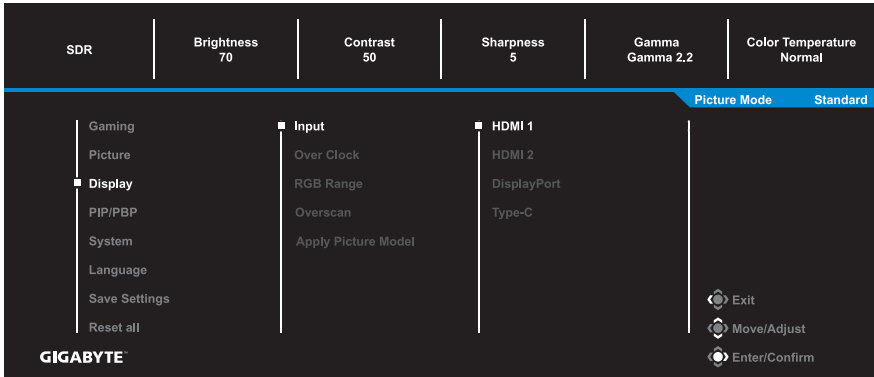 SDR
Brightness
70
Contrast
50
Sharpness
5
Gamma
Gamma 2.2
Color Temperature
Normal
Picture Mode Standard
Gaming
Picture
Display
PIP/PBP
System
Language
Save Settings
Reset all
Input
Over Clock
RGB Range
Overscan
Apply Picture Model
HDMI 1
HDMI 2
DisplayPort
Type-C
Exit
Move/Adjust
Enter/Confirm
GIGABYTE™